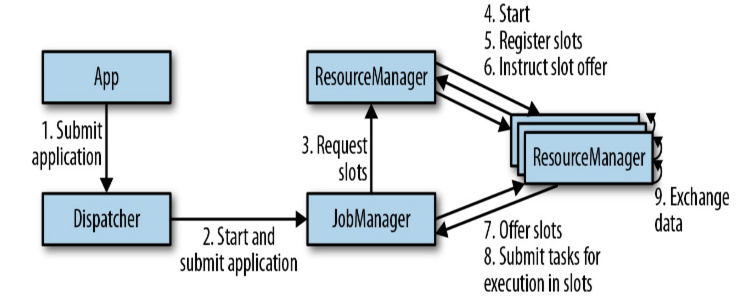 4. Start
5. Register slots
6. Instruct slot offer
App
ResourceManager
1. Submit
application
3. Request
slots
ResourceManager
Dispatcher
JobManager
9. Exchange
data
2. Start and
submit application
7. Offer slots
8. Submit tasks for
execution in slots